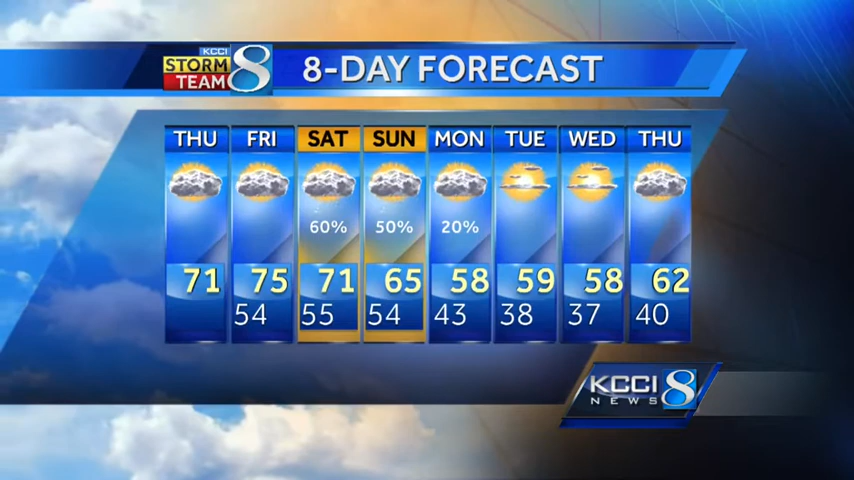 KCCI
STORM
TEAM
8
8-DAY FORECAST
THU FRI SAT SUN MON TUE WED THU
60% 50% 20%
71 75 71 65 58 59 58 62
54 55 54 43 38 37 40
KCCI 8
NEWS